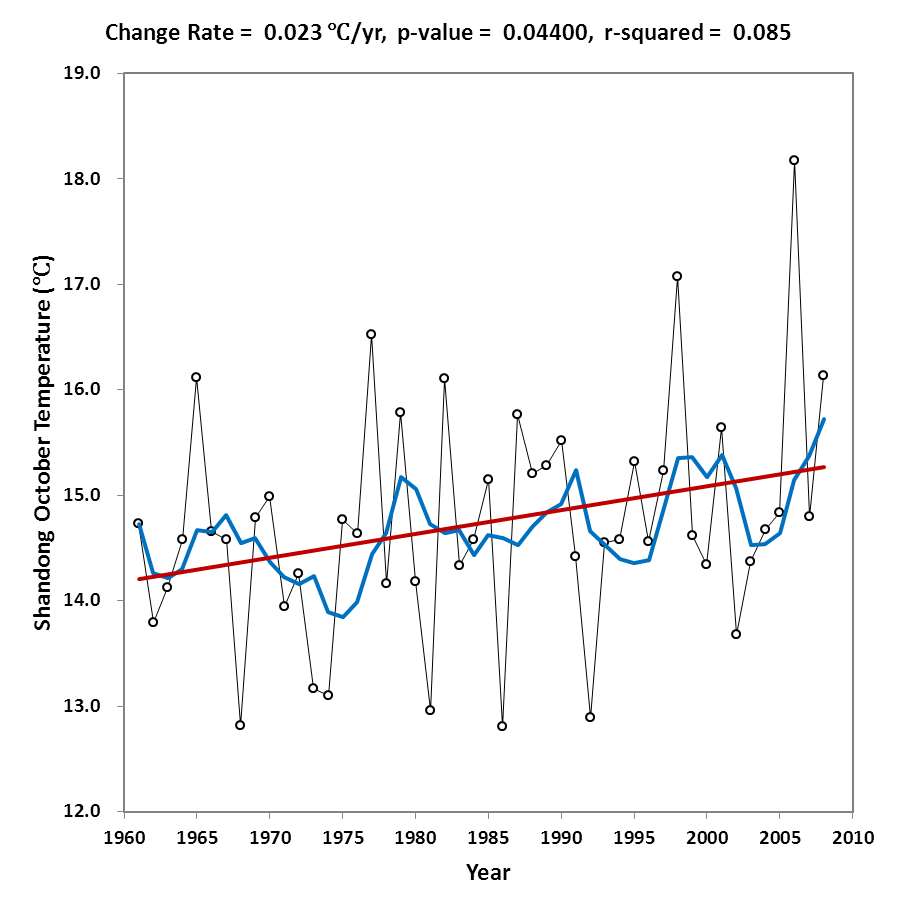 Change Rate = 0.023 °C/yr, p-value = 0.04400, r-squared = 0.085
19.0
18.0
17.0
16.0
15.0
14.0
13.0
12.0
Shandong October Temperature (°C)
1960 1965 1970 1975 1980 1985 1990 1995 2000 2005 2010
Year